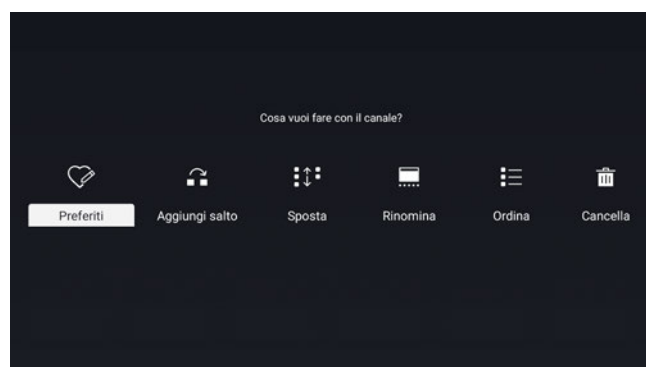 Cosa vuoi fare con il canale?
Preferiti Aggiungi salto Sposta Rinomina Ordina Cancella